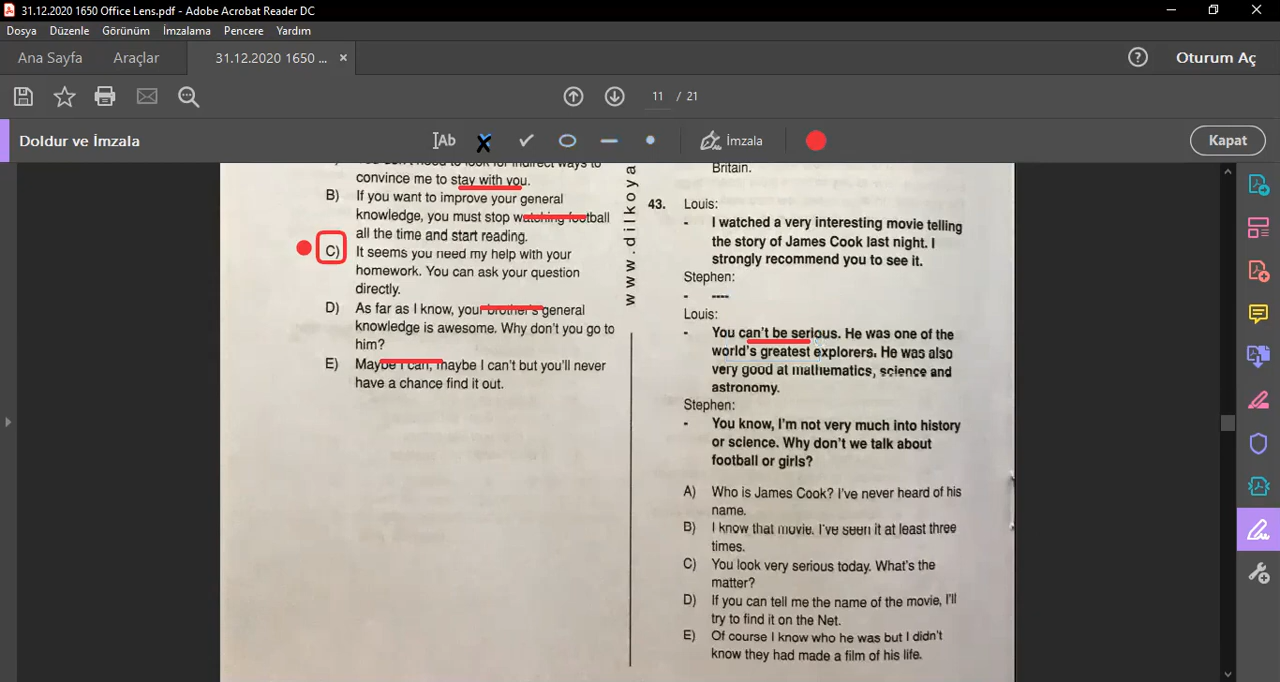 31.12.2020 1650 Office Lens.pdf - Adobe Acrobat Reader DC
Dosya Düzenle Görünüm İmzalama Pencere Yardım
Ana Sayfa Araçlar 31.12.2020 1650 ... × ? Oturum Aç
11 / 21
Doldur ve İmzala IAb İmzala Kapat
You don't need to look for indirect ways to
convince me to stay with you.
B) If you want to improve your general
knowledge, you must stop watching football
all the time and start reading.
C) It seems you need my help with your
homework. You can ask your question
directly.
D) As far as I know, your brother's general
knowledge is awesome. Why don't you go to
him?
E) Maybe I can, maybe I can't but you'll never
have a chance find it out.
www.dilkoya
Britain.
43. Louis:
- I watched a very interesting movie telling
the story of James Cook last night. I
strongly recommend you to see it.
Stephen:
- ----
Louis:
- You can't be serious. He was one of the
world's greatest explorers. He was also
very good at mathematics, science and
astronomy.
Stephen:
- You know, I'm not very much into history
or science. Why don't we talk about
football or girls?
A) Who is James Cook? I've never heard of his
name.
B) I know that movie. I've seen it at least three
times.
C) You look very serious today. What's the
matter?
D) If you can tell me the name of the movie, I'll
try to find it on the Net.
E) Of course I know who he was but I didn't
know they had made a film of his life.